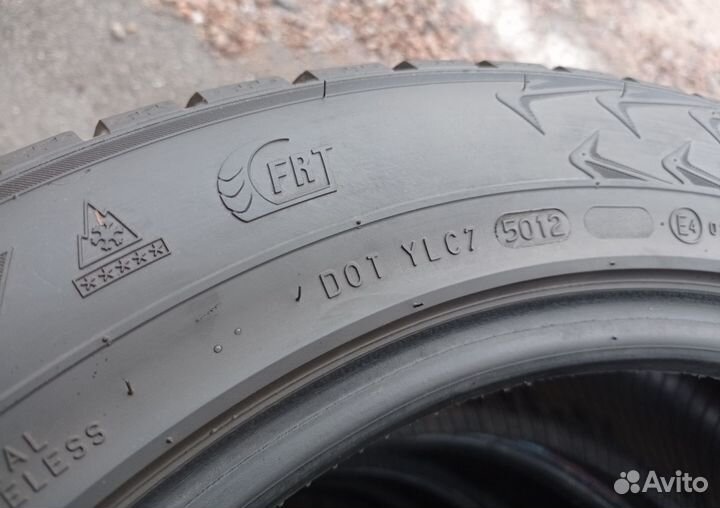 FRT
DOT YLC7 5012 E4
AL
ELESS
Avito